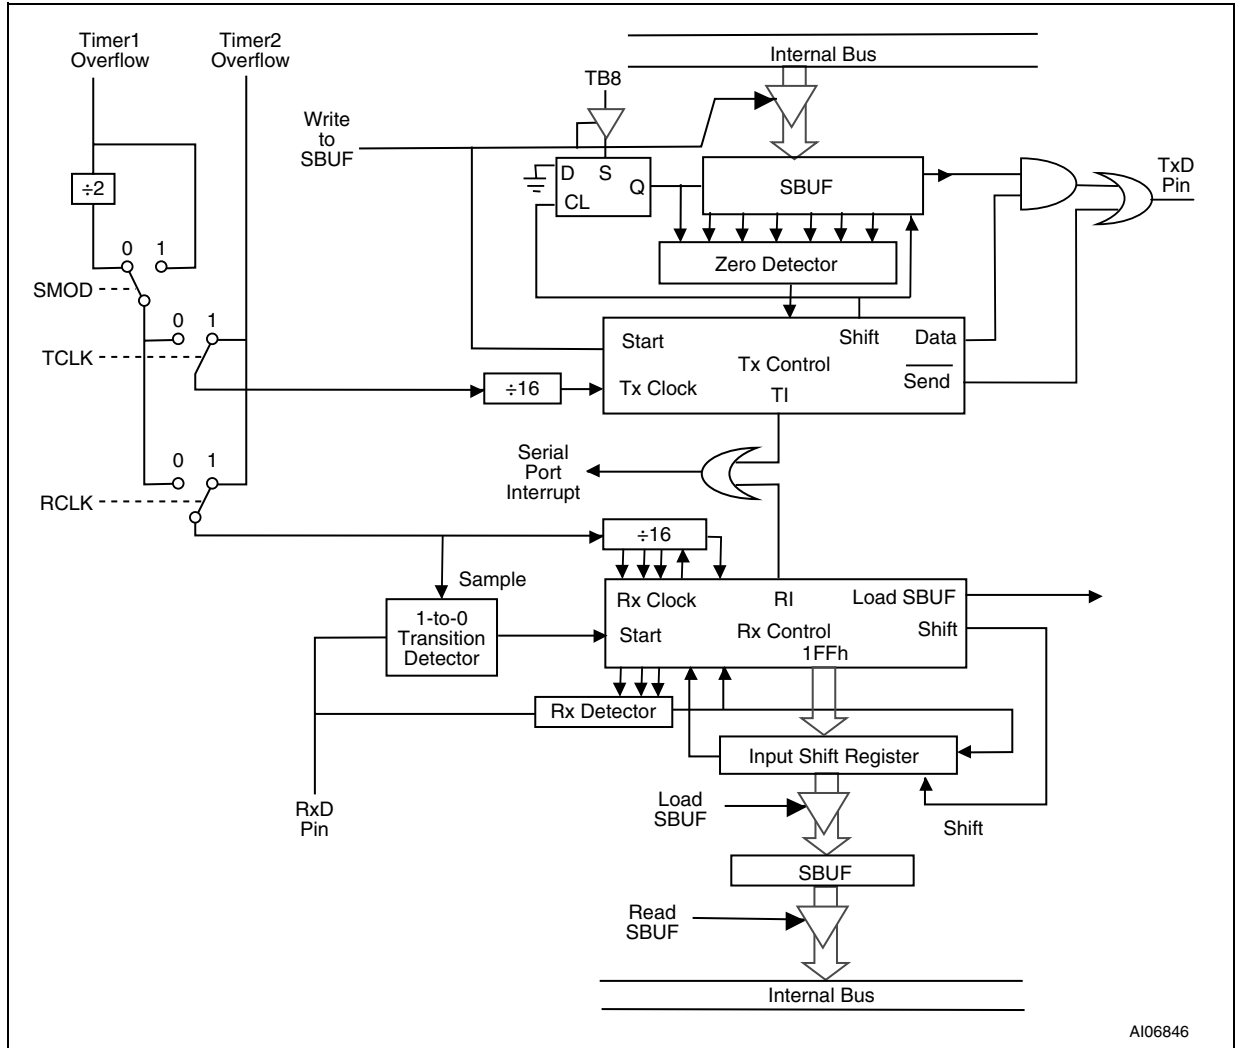 Timer1
Overflow
Timer2
Overflow
Internal Bus
TB8
Write
to
SBUF
D S
Q
CL
SBUF
TxD
Pin
÷2
0 1
Zero Detector
SMOD
0 1
TCLK
Start
Shift
Data
Tx Control
Send
÷16
Tx Clock
TI
0 1
RCLK
Serial
Port
Interrupt
÷16
Sample
Rx Clock
RI
Load SBUF
1-to-0
Transition
Detector
Start
Rx Control
Shift
1FFh
Rx Detector
Input Shift Register
RxD
Pin
Load
SBUF
Shift
SBUF
Read
SBUF
Internal Bus
AI06846